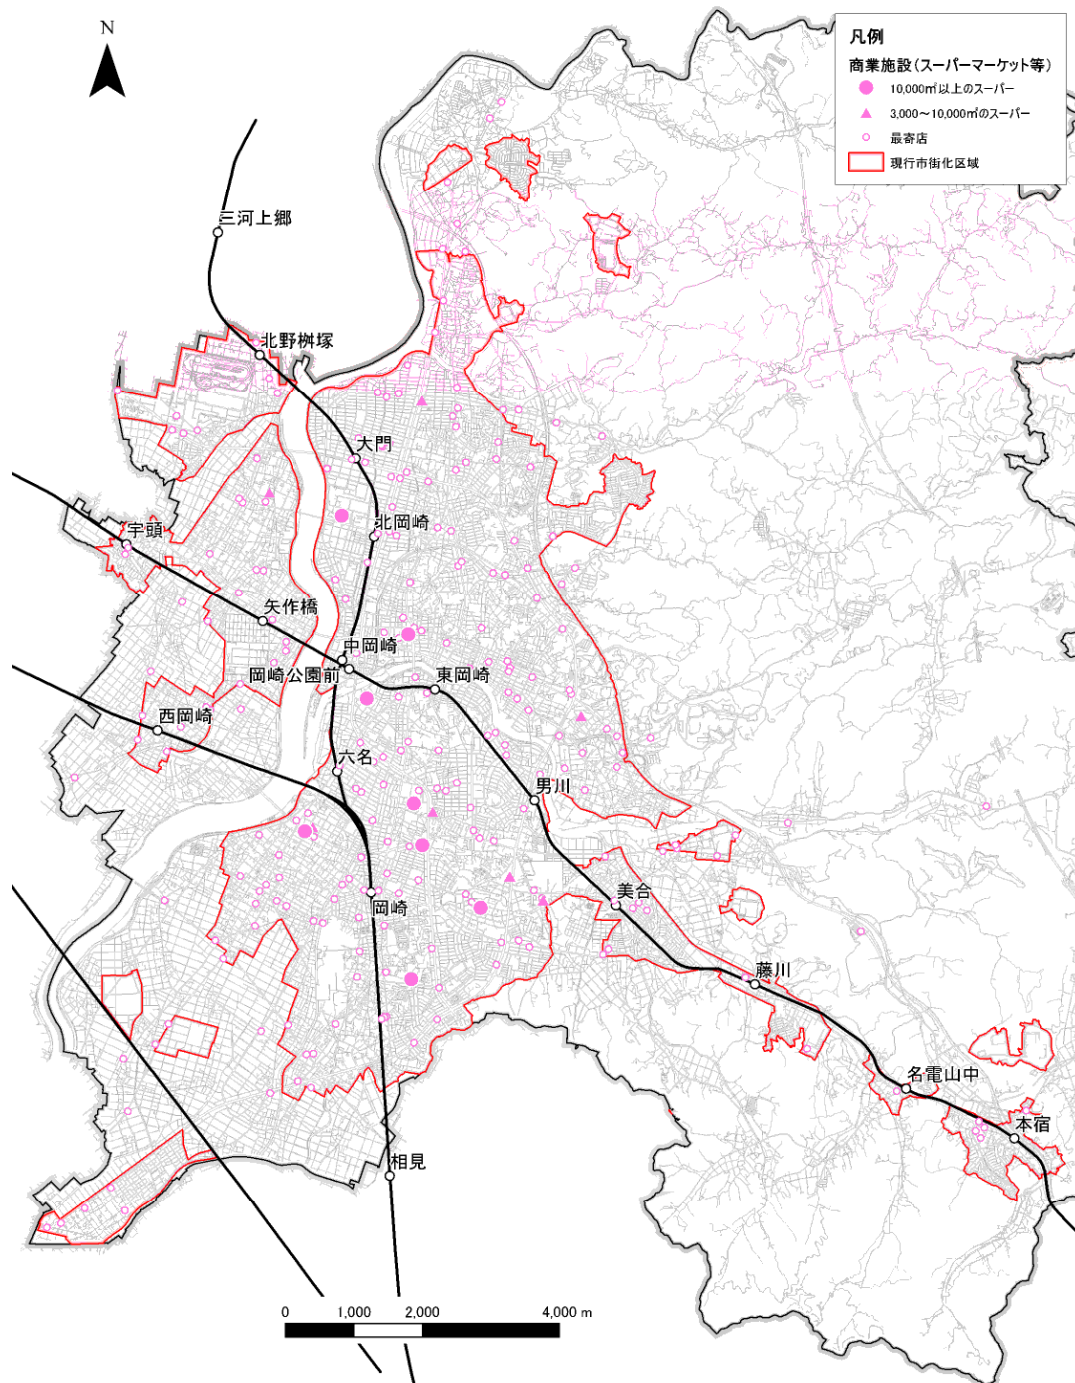 N
凡例
商業施設(スーパーマーケット等)
10,000㎡以上のスーパー
3,000～10,000㎡のスーパー
最寄店
現行市街化区域
三河上郷
北野桝塚
大門
北岡崎
宇頭
矢作橋
中岡崎
岡崎公園前
東岡崎
西岡崎
六名
男川
岡崎
美合
藤川
名電山中
本宿
相見
0 1,000 2,000 4,000 m